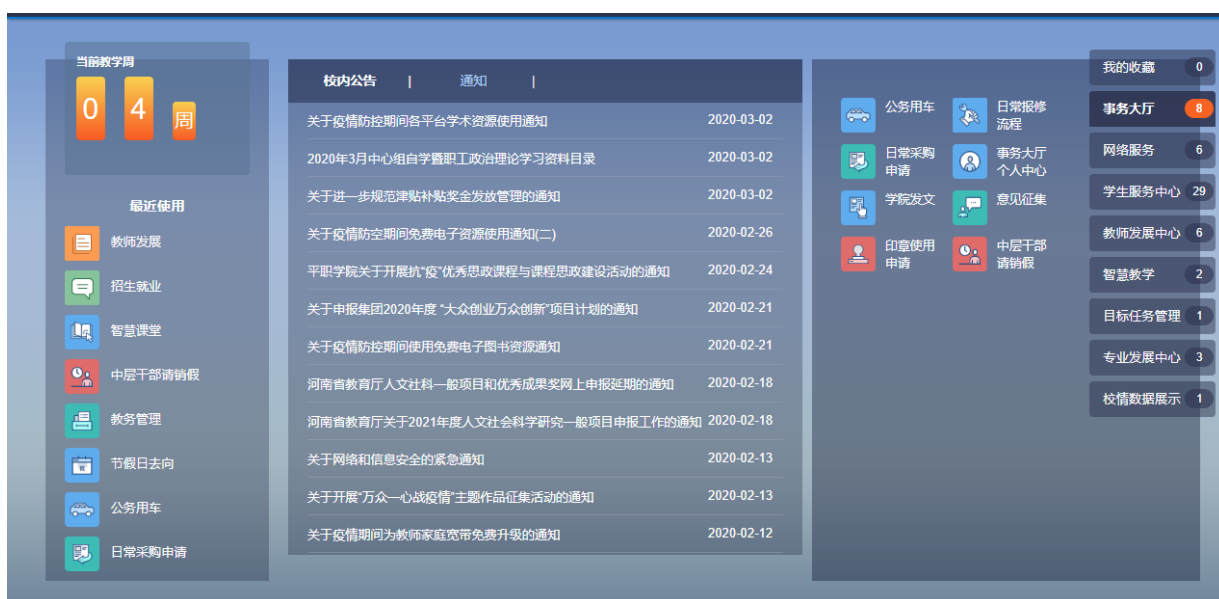 当前教学周
0 4 周
最近使用
教师发展
招生就业
智慧课堂
中层干部请销假
教务管理
节假日去向
公务用车
日常采购申请
校内公告 | 通知 |
关于疫情防控期间各平台学术资源使用通知 2020-03-02
2020年3月中心组自学暨职工政治理论学习资料目录 2020-03-02
关于进一步规范津贴补贴奖金发放管理的通知 2020-03-02
关于疫情防空期间免费电子资源使用通知(二) 2020-02-26
平职学院关于开展抗“疫”优秀思政课程与课程思政建设活动的通知 2020-02-24
关于申报集团2020年度 “大众创业万众创新”项目计划的通知 2020-02-21
关于疫情防控期间使用免费电子图书资源通知 2020-02-21
河南省教育厅人文社科一般项目和优秀成果奖网上申报延期的通知 2020-02-18
河南省教育厅关于2021年度人文社会科学研究一般项目申报工作的通知 2020-02-18
关于网络和信息安全的紧急通知 2020-02-13
关于开展“万众一心战疫情”主题作品征集活动的通知 2020-02-13
关于疫情期间为教师家庭宽带免费升级的通知 2020-02-12
公务用车
日常报修
流程
日常采购
申请
事务大厅
个人中心
学院发文
意见征集
印章使用
申请
中层干部
请销假
我的收藏 0
事务大厅 8
网络服务 6
学生服务中心 29
教师发展中心 6
智慧教学 2
目标任务管理 1
专业发展中心 3
校情数据展示 1